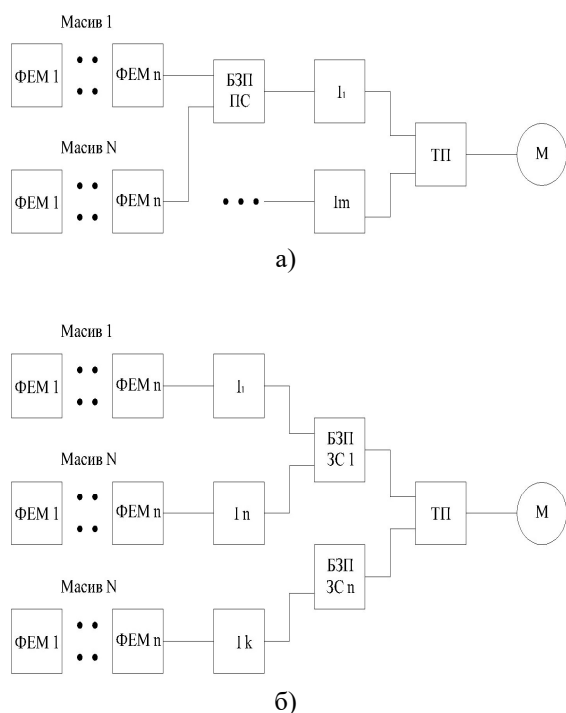 Масив 1
ФЕМ 1
ФЕМ n
БЗП
ПС
I₁
ТП
М
Масив N
ФЕМ 1
ФЕМ n
Im
а)
Масив 1
ФЕМ 1
ФЕМ n
I₁
БЗП
ЗС 1
Масив N
ФЕМ 1
ФЕМ n
I n
ТП
М
БЗП
ЗС n
Масив N
ФЕМ 1
ФЕМ n
I k
б)